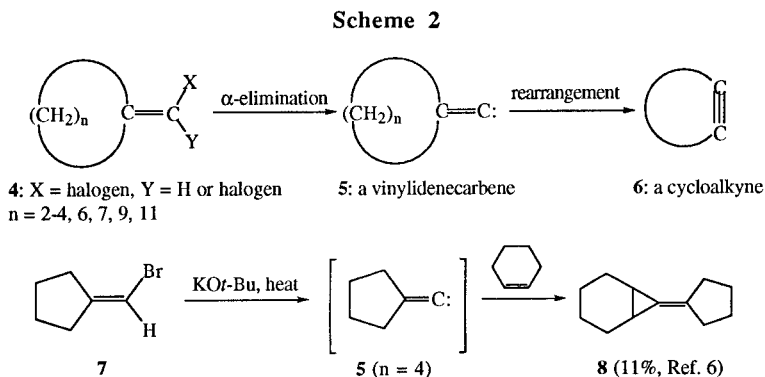 Scheme 2
X
(CH2)n C=C α-elimination (CH2)n C=C: rearrangement C
Y C
4: X = halogen, Y = H or halogen 5: a vinylidenecarbene 6: a cycloalkyne
n = 2-4, 6, 7, 9, 11
Br KOt-Bu, heat C:
H
7 5 (n = 4) 8 (11%, Ref. 6)